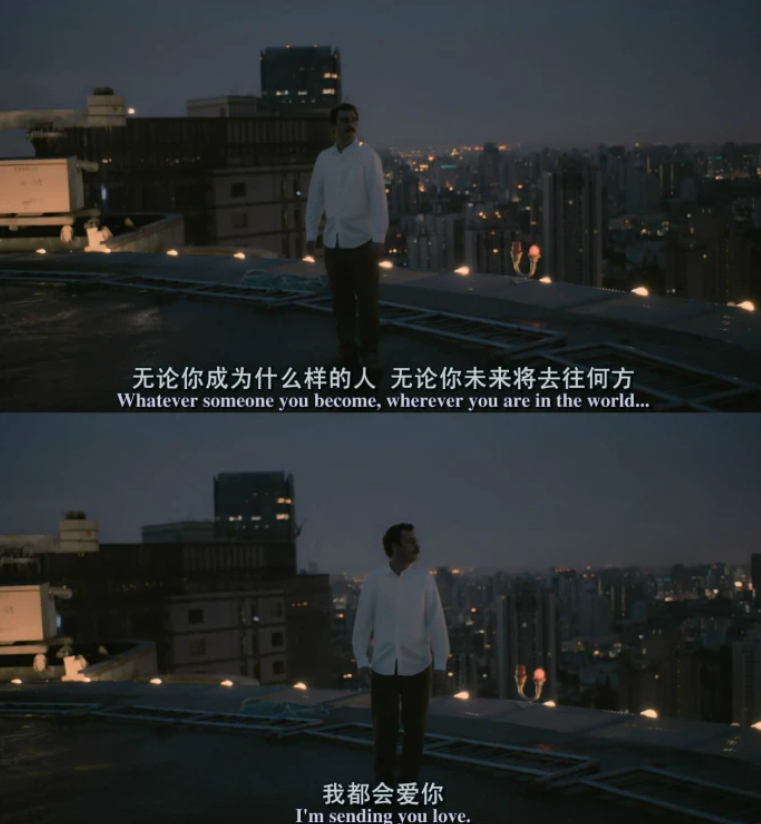 无论你成为什么样的人 无论你未来将去往何方
Whatever someone you become, wherever you are in the world...
我都会爱你
I'm sending you love.